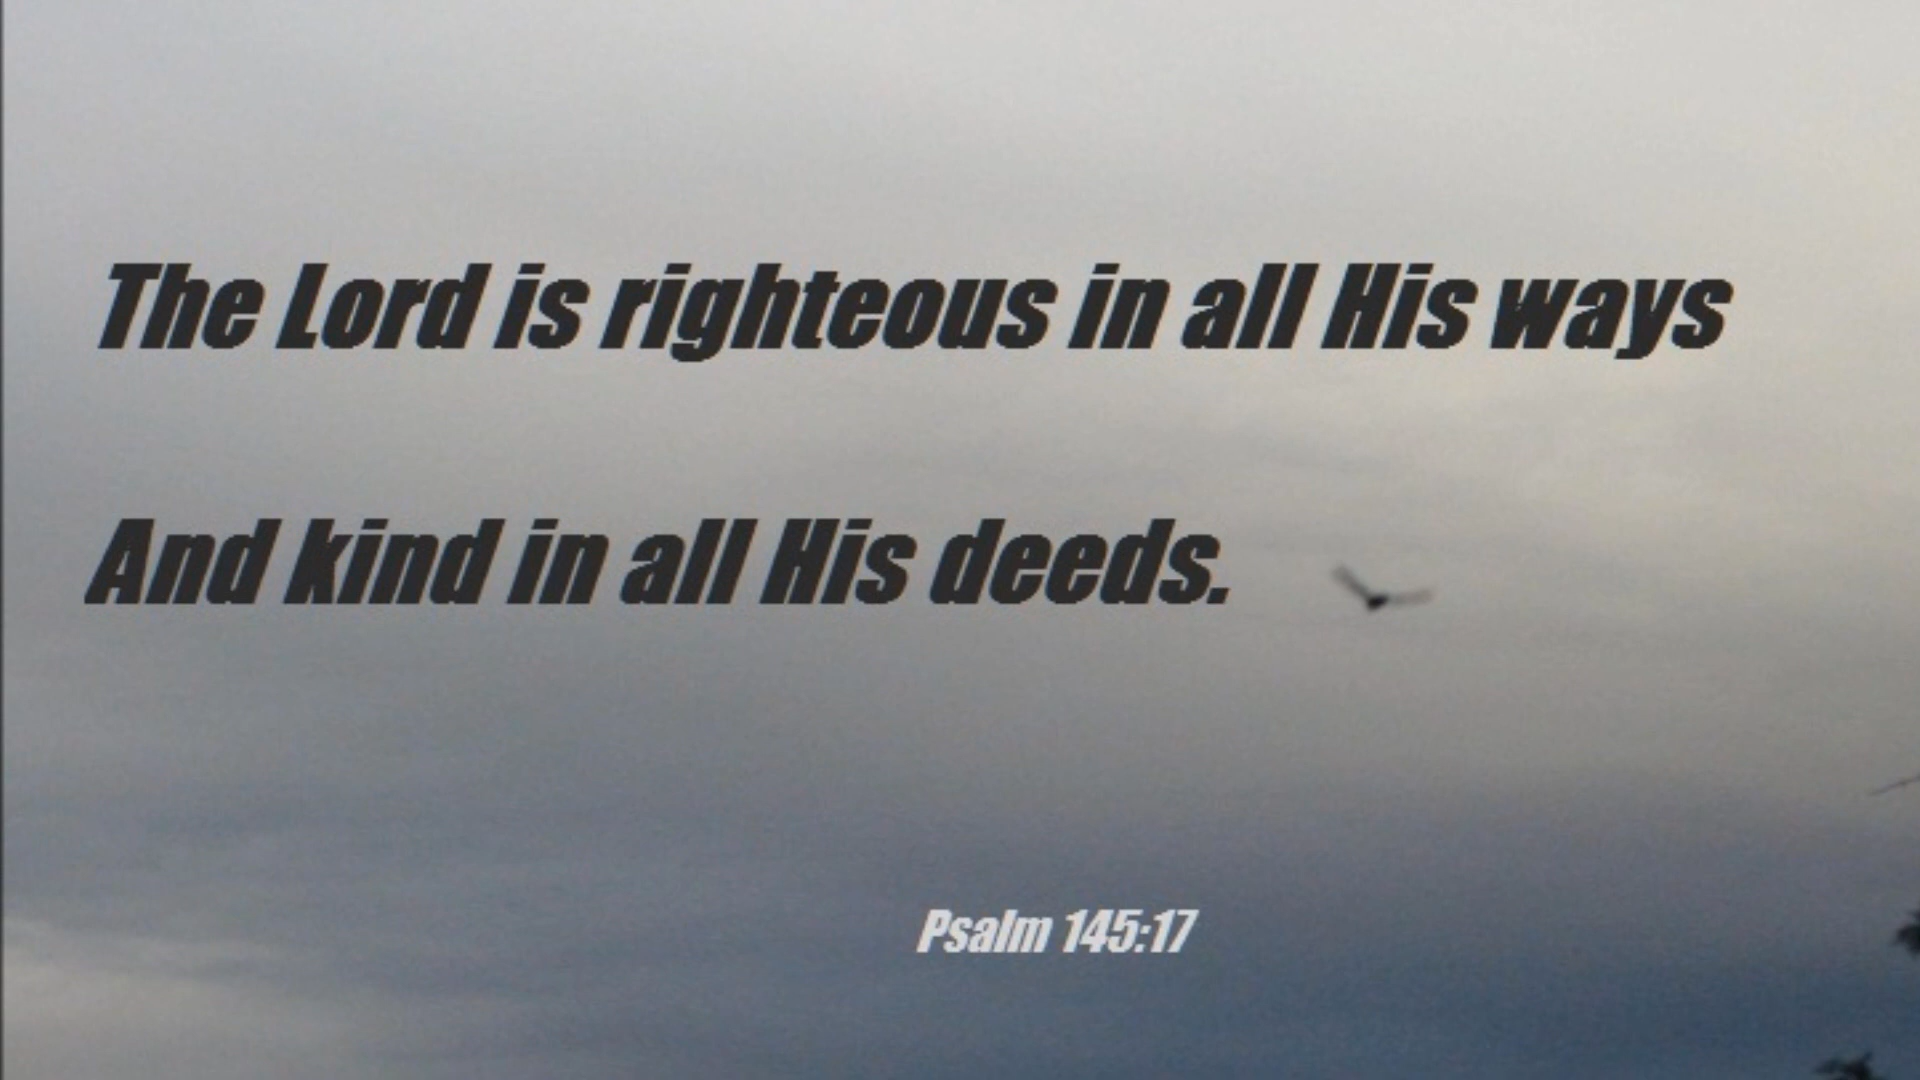 The Lord is righteous in all His ways
And kind in all His deeds.
Psalm 145:17